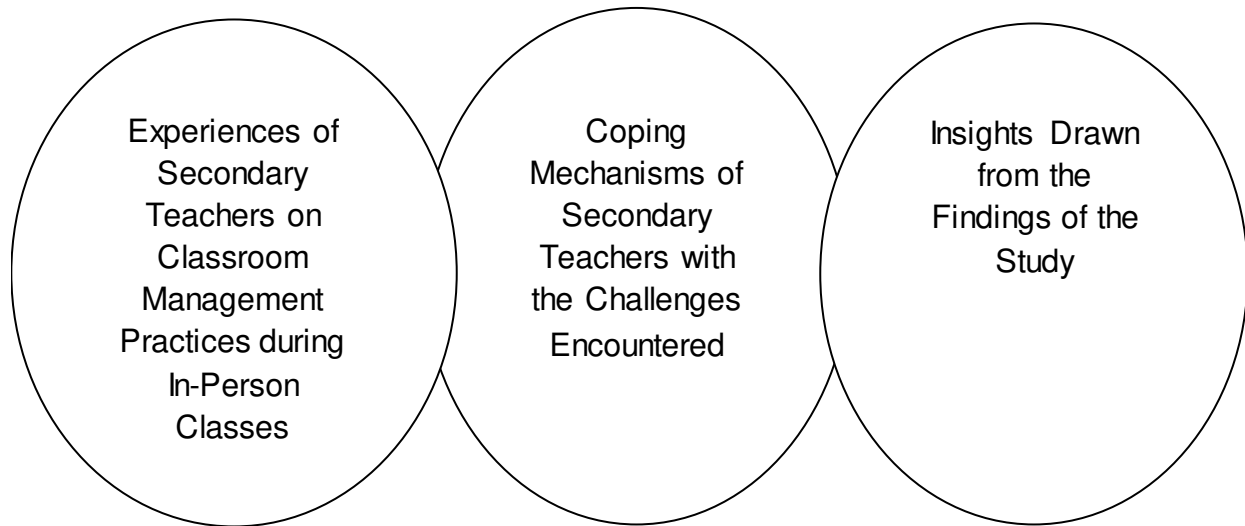 Experiences of
Secondary
Teachers on
Classroom
Management
Practices during
In-Person
Classes
Coping
Mechanisms of
Secondary
Teachers with
the Challenges
Encountered
Insights Drawn
from the
Findings of the
Study